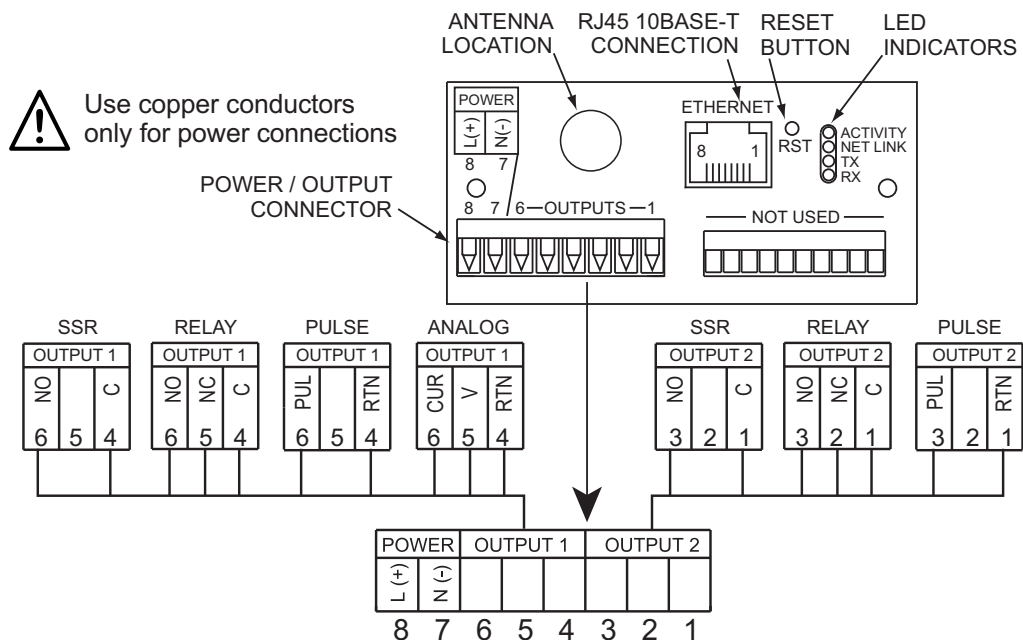 ANTENNA
LOCATION
RJ45 10BASE-T
CONNECTION
RESET
BUTTON
LED
INDICATORS
Use copper conductors
only for power connections
POWER
L(+) N(-)
8 7
ETHERNET
8 1
RST
ACTIVITY
NET LINK
TX
RX
POWER / OUTPUT
CONNECTOR
8 7 6 OUTPUTS 1
NOT USED
SSR
OUTPUT 1
NO C
6 5 4
RELAY
OUTPUT 1
NO NC C
6 5 4
PULSE
OUTPUT 1
PUL RTN
6 5 4
ANALOG
OUTPUT 1
CUR V RTN
6 5 4
SSR
OUTPUT 2
NO C
3 2 1
RELAY
OUTPUT 2
NO NC C
3 2 1
PULSE
OUTPUT 2
PUL RTN
3 2 1
POWER OUTPUT 1 OUTPUT 2
L (+) N (-)
8 7 6 5 4 3 2 1